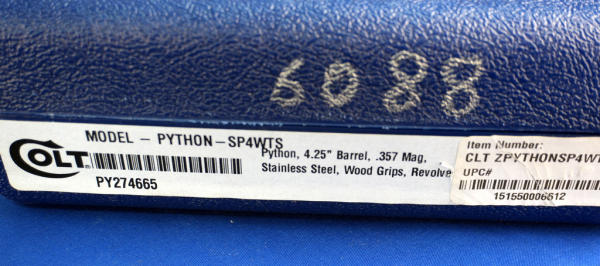 6088
MODEL - PYTHON-SP4WTS
COLT
PY274665
Python, 4.25" Barrel, .357 Mag,
Stainless Steel, Wood Grips, Revolve
Item Number:
CLT ZPYTHONSP4WT
UPC#
151550006512